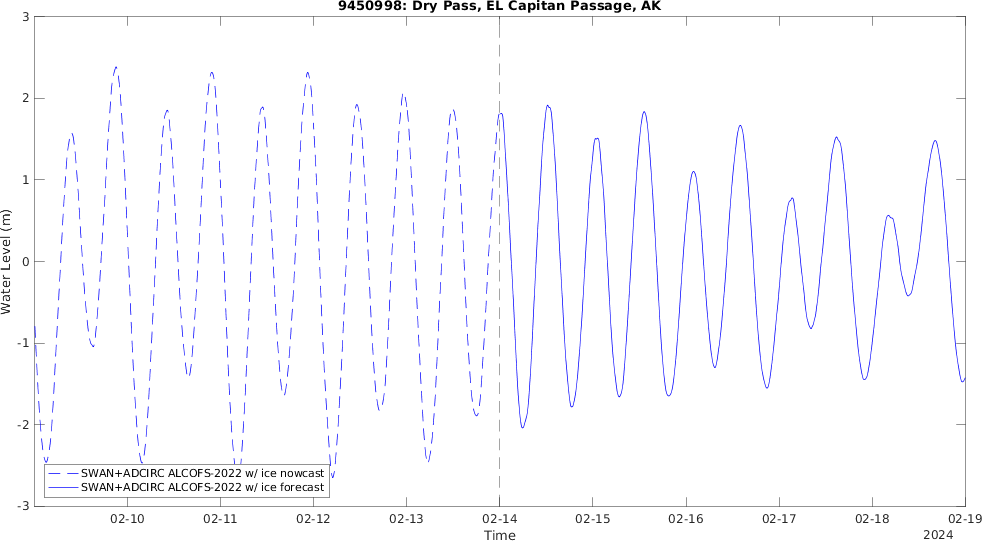 9450998: Dry Pass, EL Capitan Passage, AK
3
2
1
0
-1
-2
-3
Water Level (m)
SWAN+ADCIRC ALCOFS-2022 w/ ice nowcast
SWAN+ADCIRC ALCOFS-2022 w/ ice forecast
02-10 02-11 02-12 02-13 02-14 02-15 02-16 02-17 02-18 02-19
Time
2024